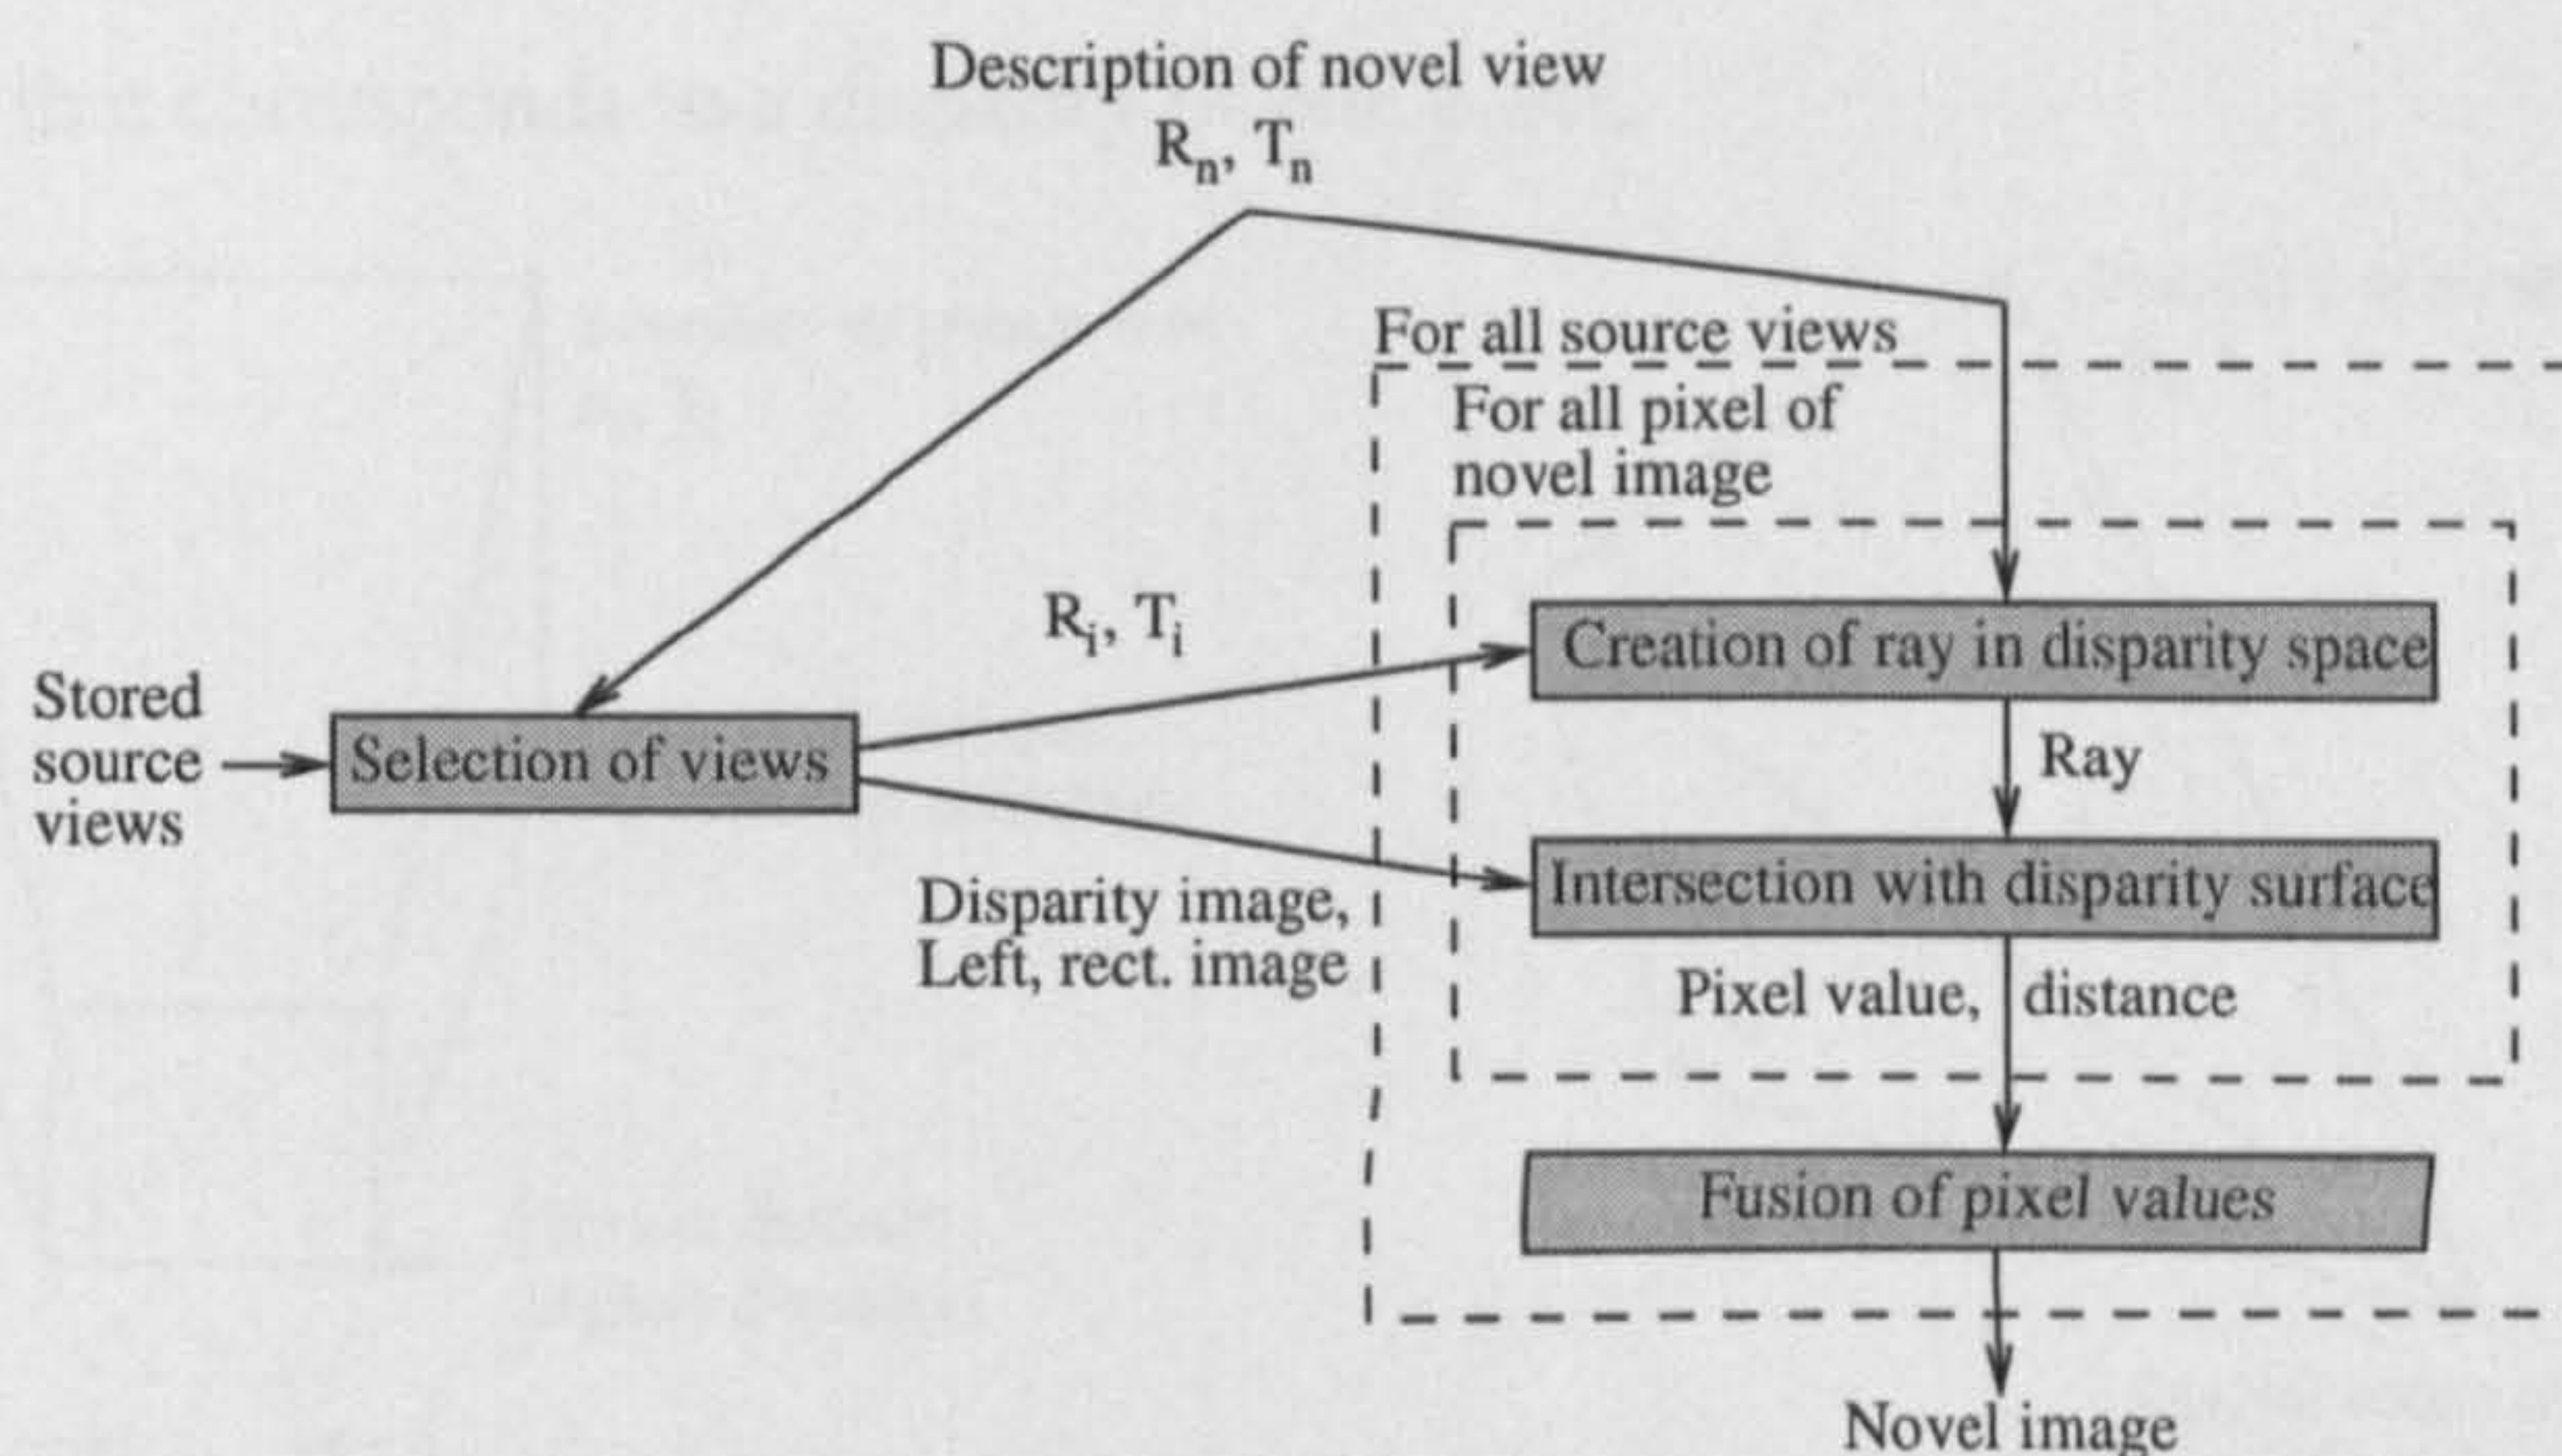 Description of novel view
Rₙ, Tₙ
For all source views
For all pixel of
novel image
Rᵢ, Tᵢ
Creation of ray in disparity space
Stored
source
views
Selection of views
Ray
Intersection with disparity surface
Disparity image,
Left, rect. image
Pixel value, distance
Fusion of pixel values
Novel image